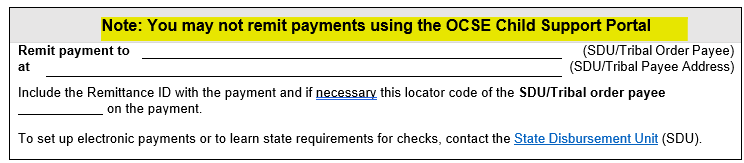 Note: You may not remit payments using the OCSE Child Support Portal
Remit payment to (SDU/Tribal Order Payee)
at (SDU/Tribal Payee Address)
Include the Remittance ID with the payment and if necessary this locator code of the SDU/Tribal order payee
on the payment.
To set up electronic payments or to learn state requirements for checks, contact the State Disbursement Unit (SDU).